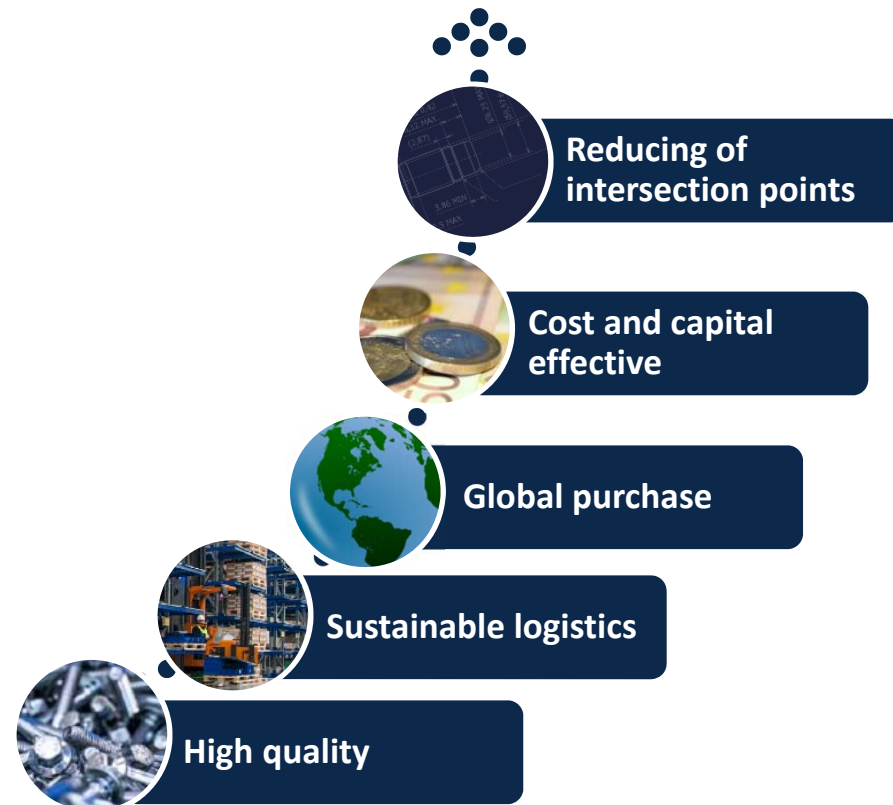 Reducing of
intersection points
Cost and capital
effective
Global purchase
Sustainable logistics
High quality